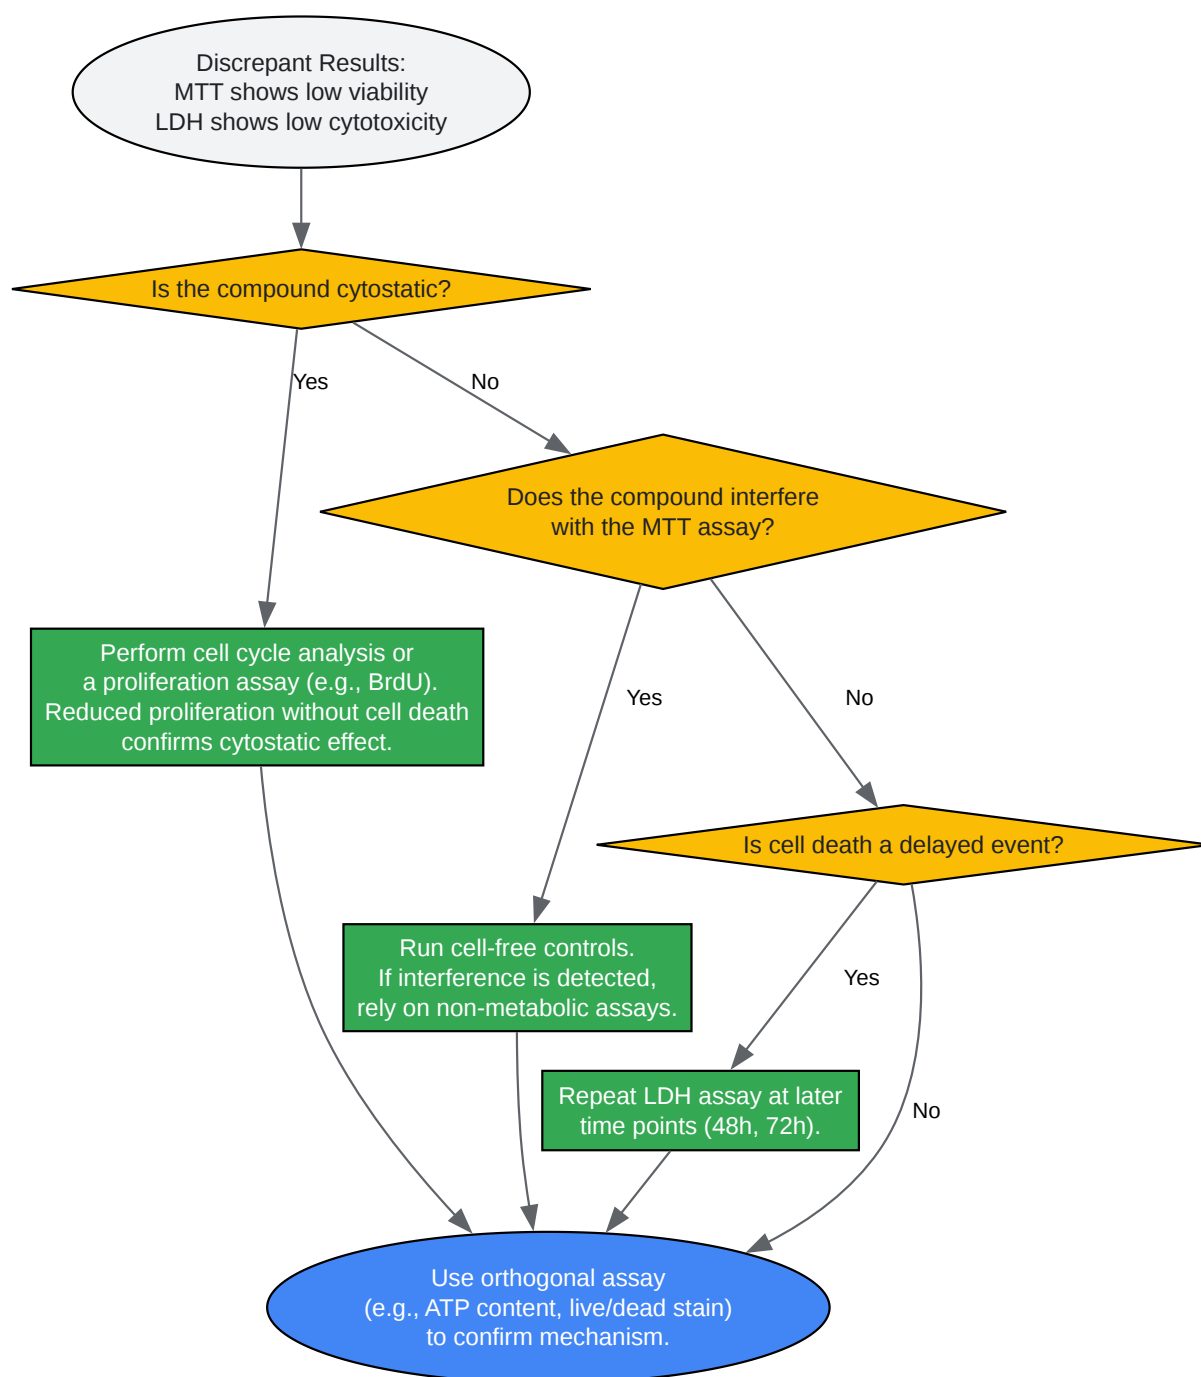 Discrepant Results:
MTT shows low viability
LDH shows low cytotoxicity
Is the compound cytostatic?
Yes
No
Does the compound interfere
with the MTT assay?
Perform cell cycle analysis or
a proliferation assay (e.g., BrdU).
Reduced proliferation without cell death
confirms cytostatic effect.
Yes
No
Is cell death a delayed event?
Run cell-free controls.
If interference is detected,
rely on non-metabolic assays.
Yes
No
Repeat LDH assay at later
time points (48h, 72h).
Use orthogonal assay
(e.g., ATP content, live/dead stain)
to confirm mechanism.